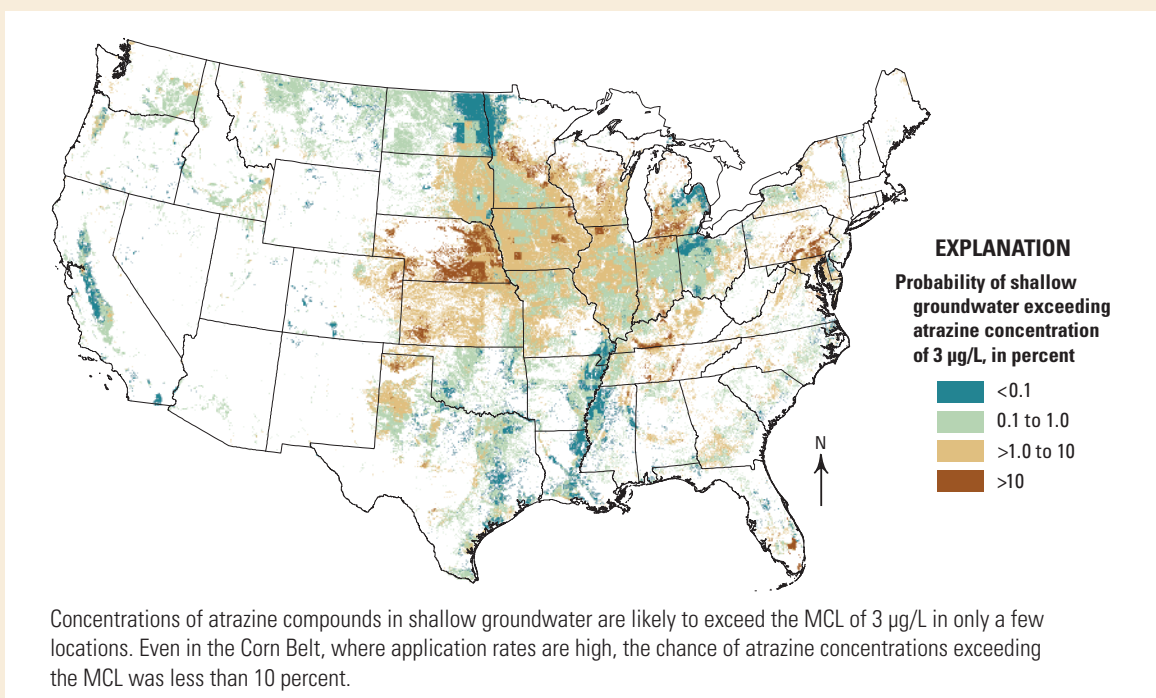 EXPLANATION
Probability of shallow
groundwater exceeding
atrazine concentration
of 3 µg/L, in percent
<0.1
0.1 to 1.0
>1.0 to 10
>10
N
Concentrations of atrazine compounds in shallow groundwater are likely to exceed the MCL of 3 µg/L in only a few
locations. Even in the Corn Belt, where application rates are high, the chance of atrazine concentrations exceeding
the MCL was less than 10 percent.